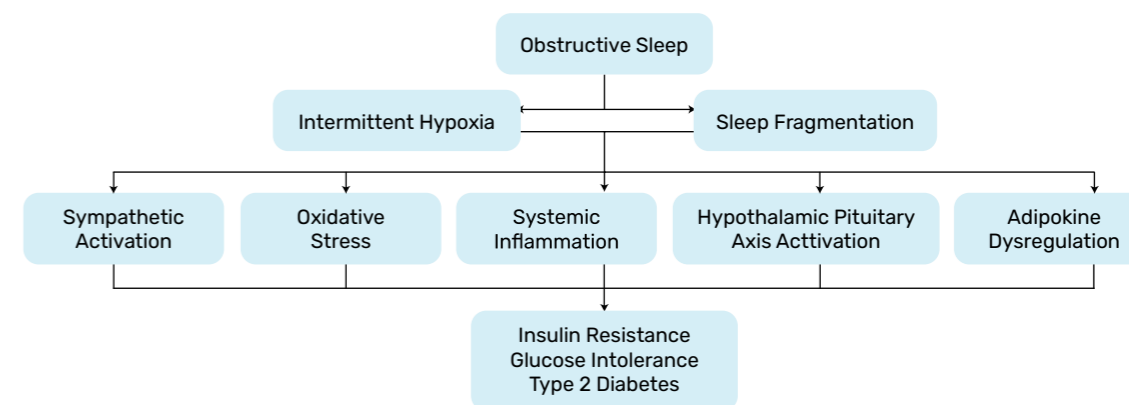 Obstructive Sleep
Intermittent Hypoxia
Sleep Fragmentation
Sympathetic
Activation
Oxidative
Stress
Systemic
Inflammation
Hypothalamic Pituitary
Axis Acttivation
Adipokine
Dysregulation
Insulin Resistance
Glucose Intolerance
Type 2 Diabetes